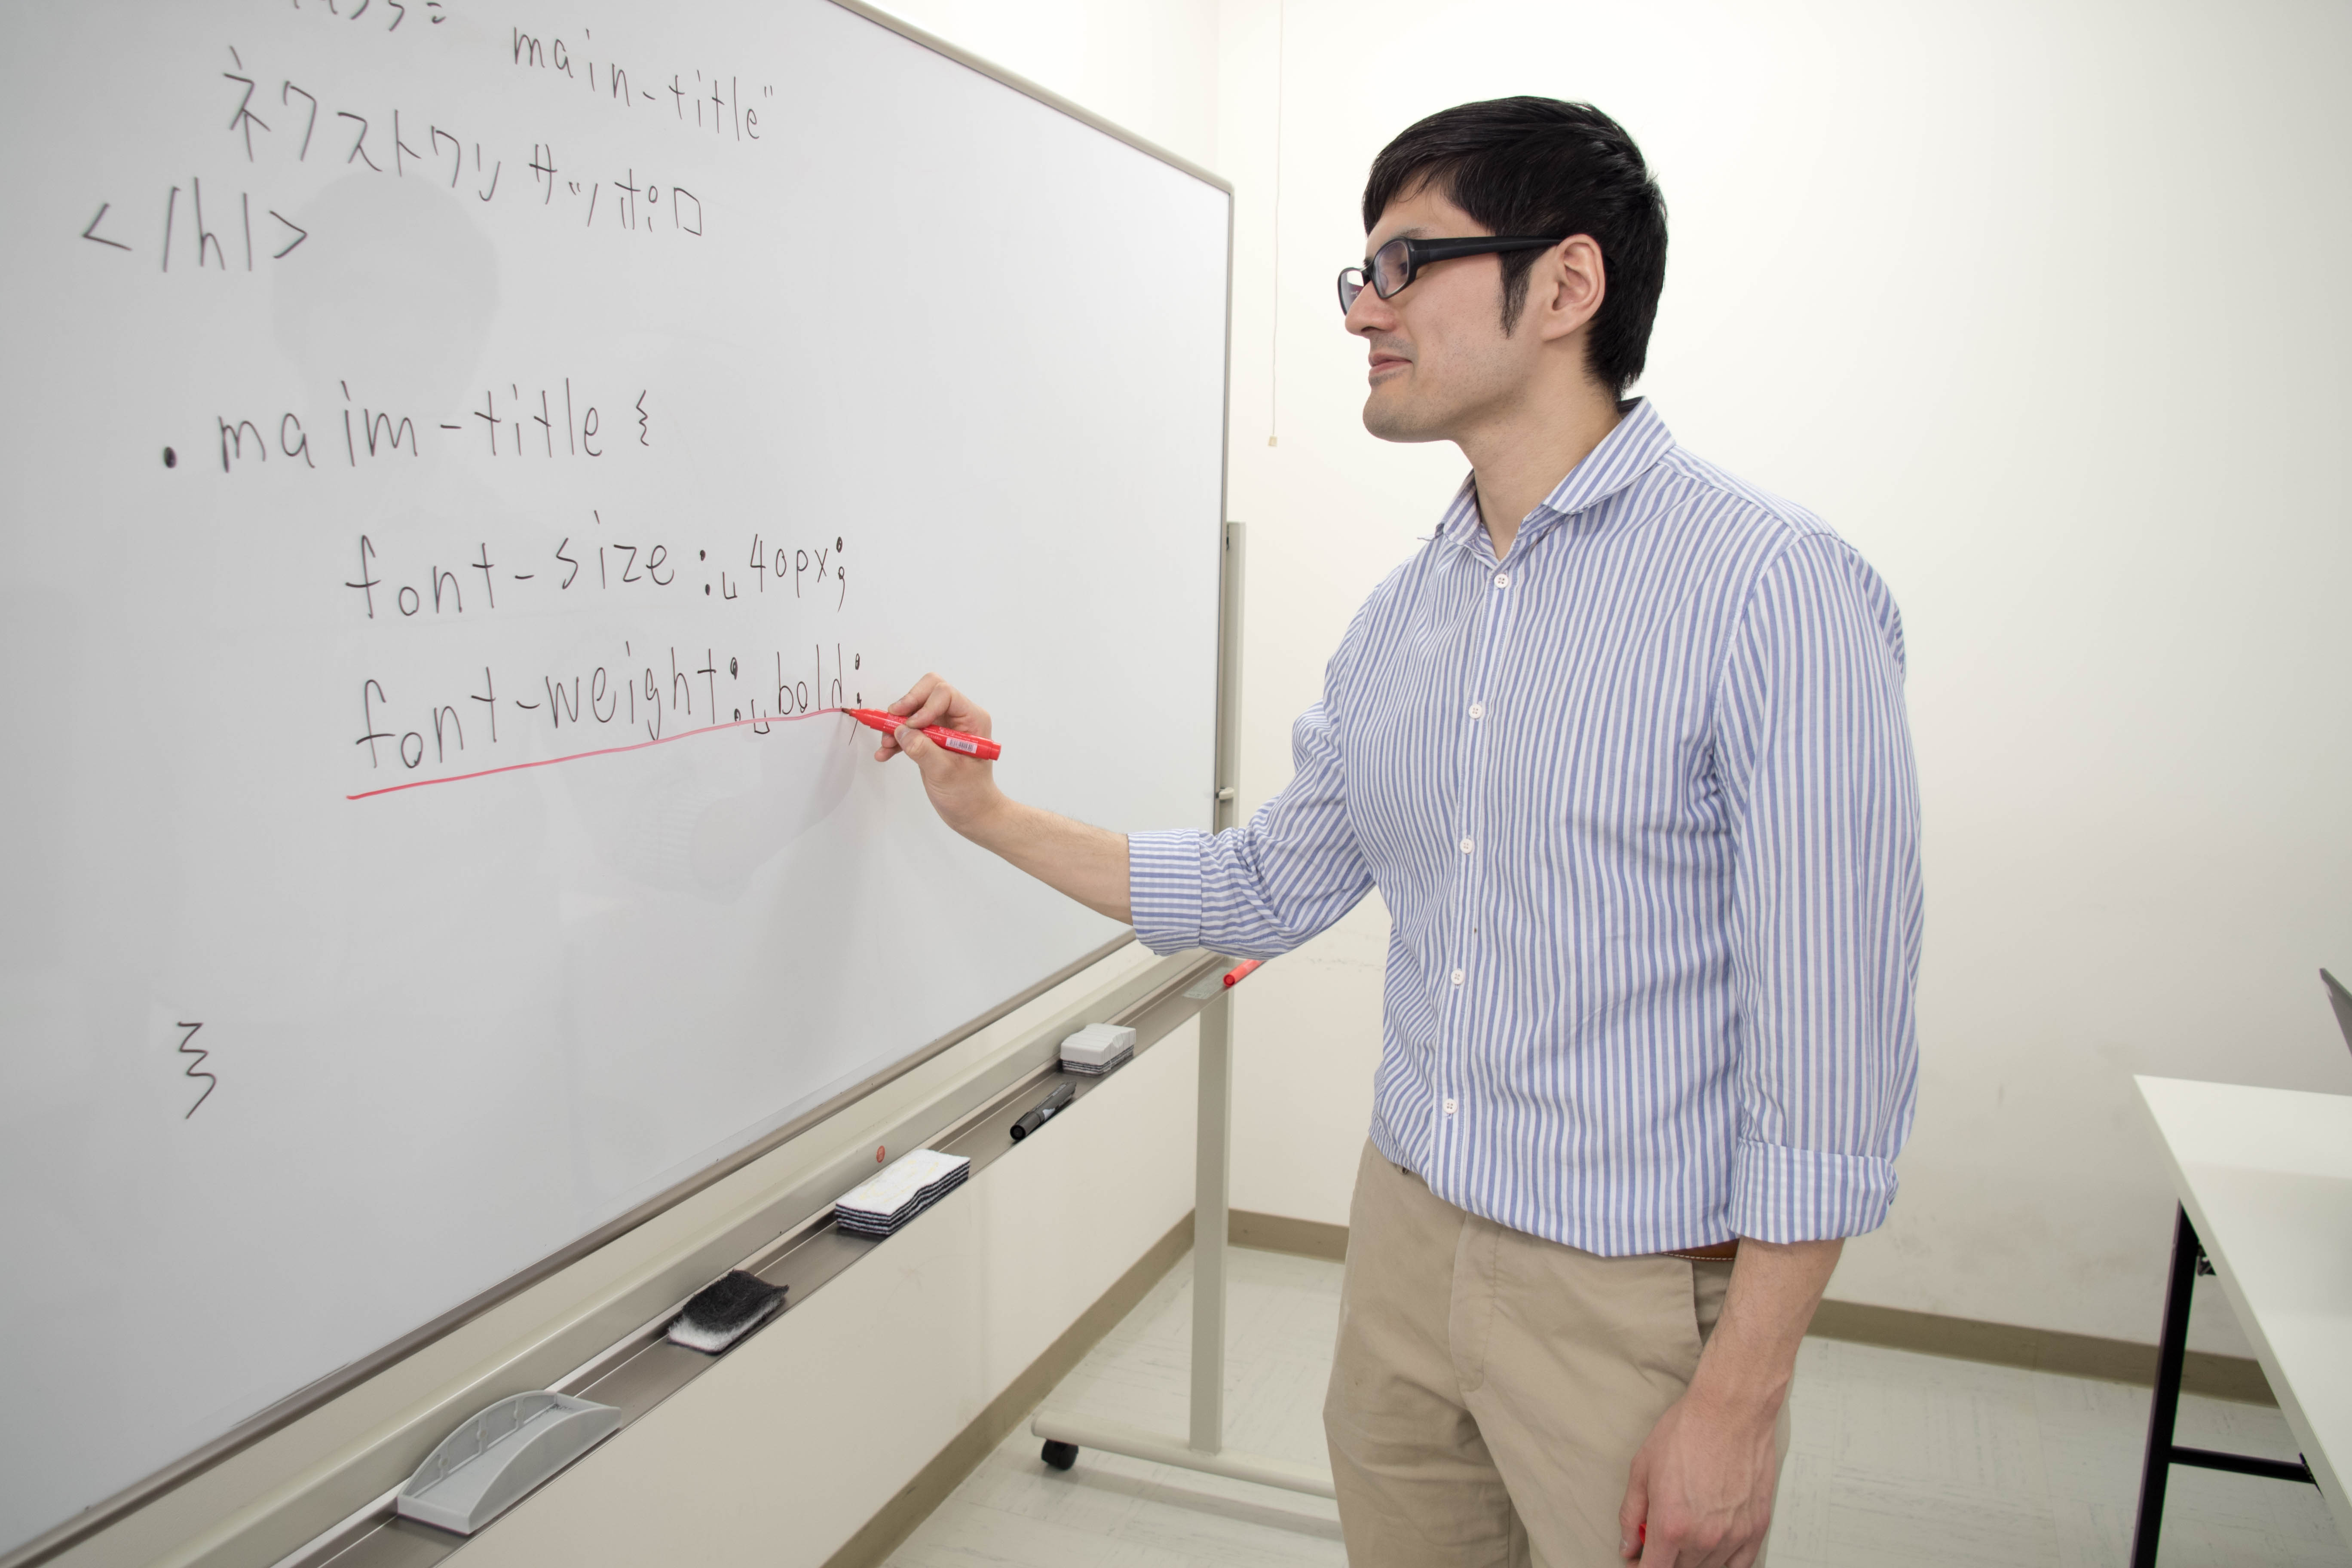 main-title"
ネクストワリサッポロ
</h1>
.maim-title {
font-size:␣40px;
font-weight:␣bold;
}